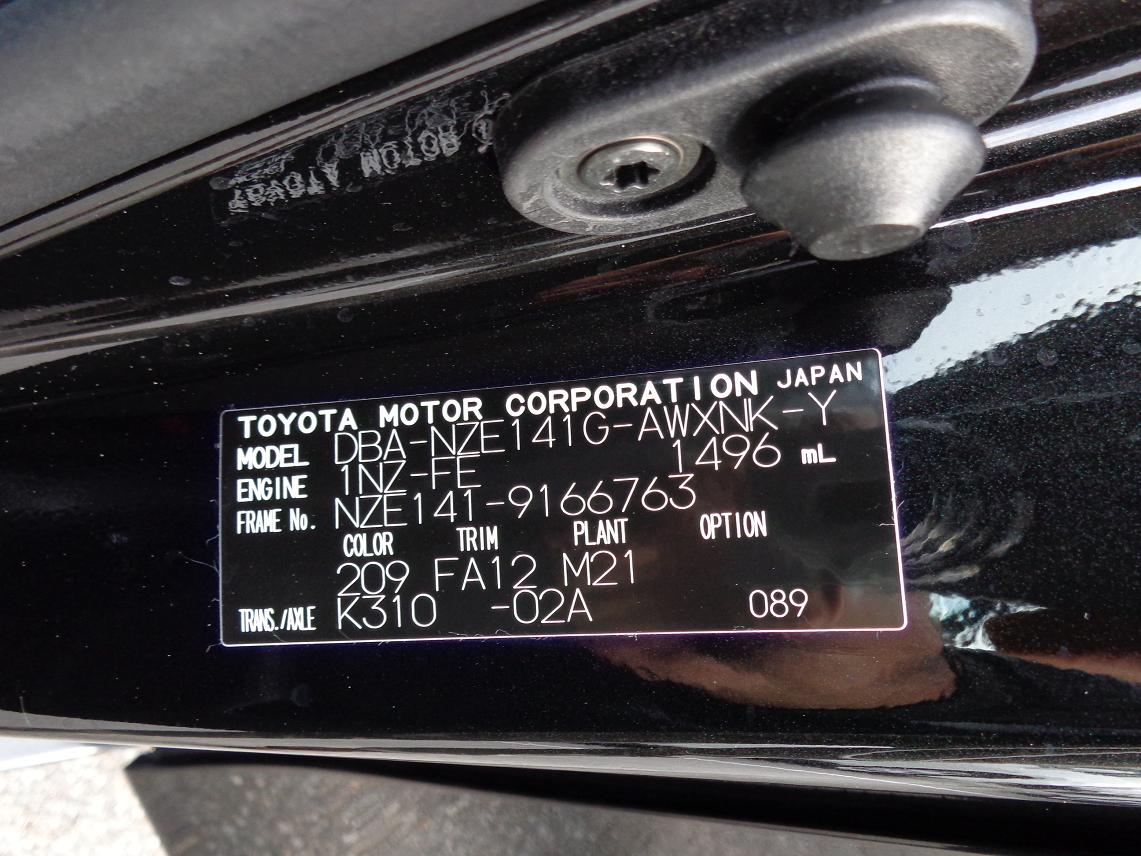 TOYOTA MOTOR CORPORATION JAPAN
MODEL DBA-NZE141G-AWXNK-Y
ENGINE 1NZ-FE 1496 mL
FRAME No. NZE141-9166763
COLOR TRIM PLANT OPTION
209 FA12 M21
TRANS./AXLE K310 -02A 089